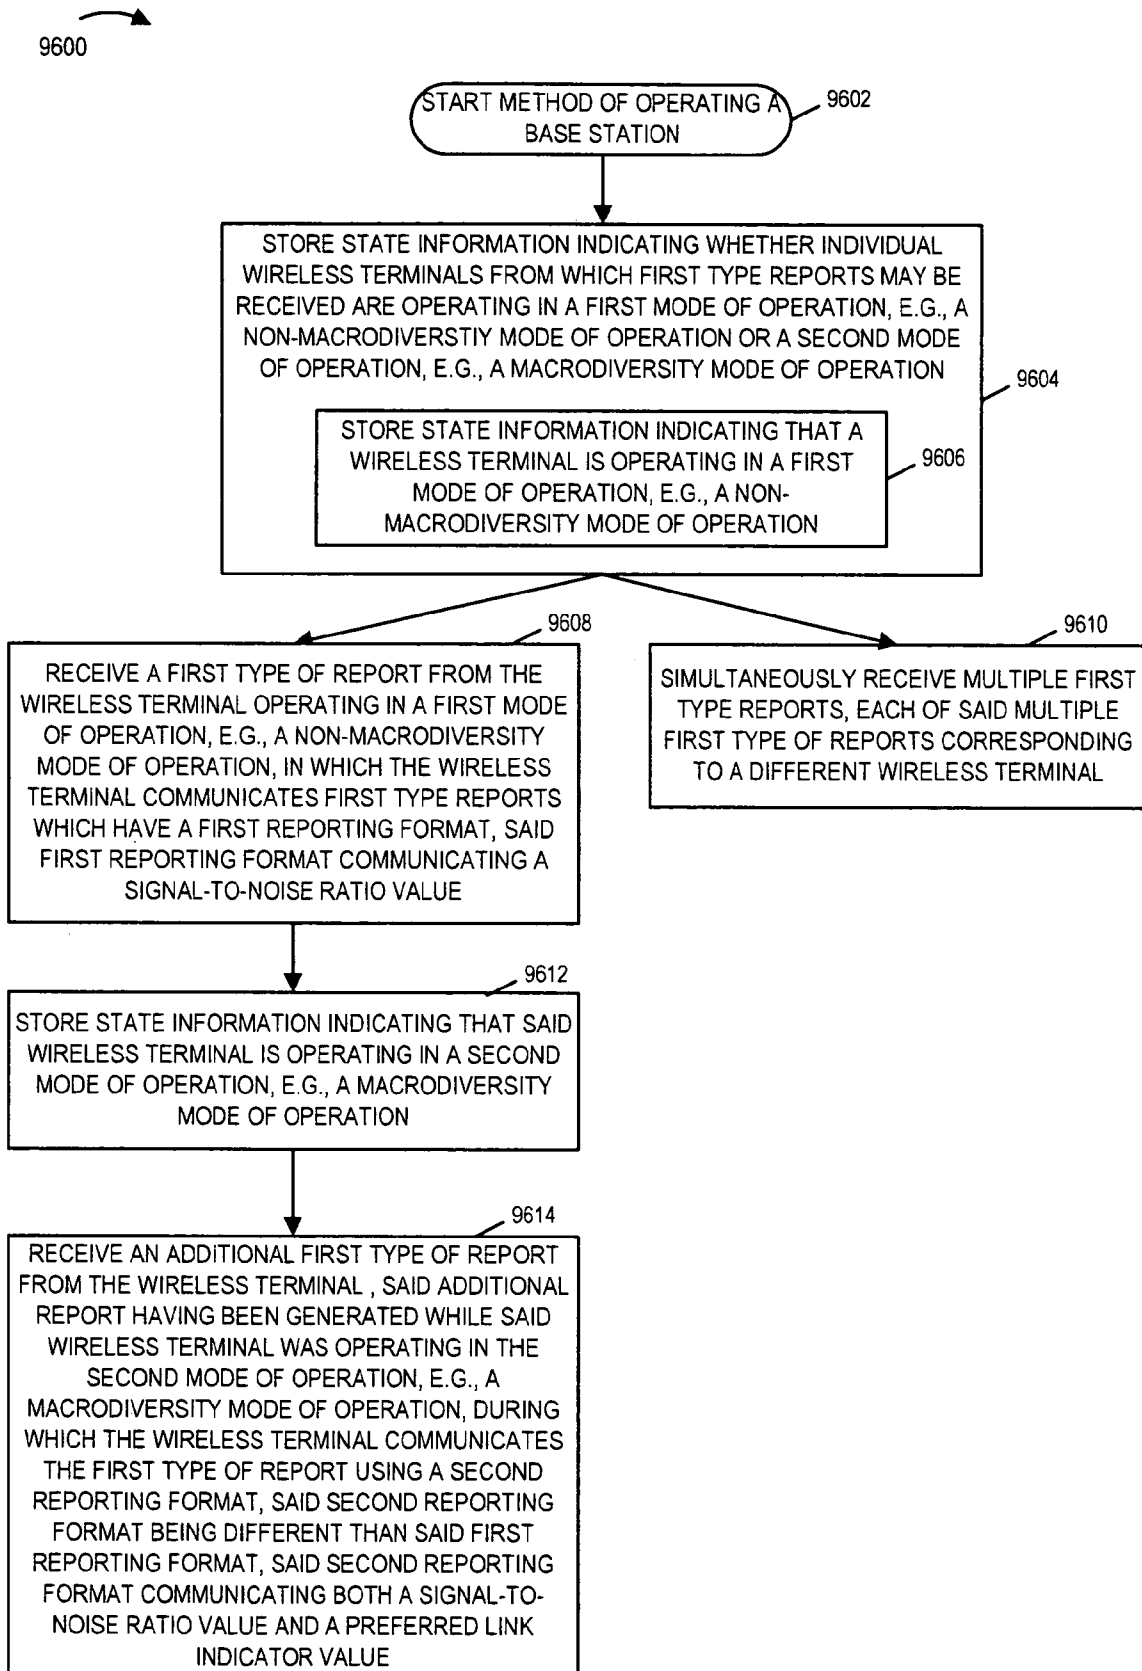 9600
START METHOD OF OPERATING A
BASE STATION
9602
STORE STATE INFORMATION INDICATING WHETHER INDIVIDUAL
WIRELESS TERMINALS FROM WHICH FIRST TYPE REPORTS MAY BE
RECEIVED ARE OPERATING IN A FIRST MODE OF OPERATION, E.G., A
NON-MACRODIVERSTIY MODE OF OPERATION OR A SECOND MODE
OF OPERATION, E.G., A MACRODIVERSITY MODE OF OPERATION
9604
STORE STATE INFORMATION INDICATING THAT A
WIRELESS TERMINAL IS OPERATING IN A FIRST
MODE OF OPERATION, E.G., A NON-
MACRODIVERSITY MODE OF OPERATION
9606
9608
RECEIVE A FIRST TYPE OF REPORT FROM THE
WIRELESS TERMINAL OPERATING IN A FIRST MODE
OF OPERATION, E.G., A NON-MACRODIVERSITY
MODE OF OPERATION, IN WHICH THE WIRELESS
TERMINAL COMMUNICATES FIRST TYPE REPORTS
WHICH HAVE A FIRST REPORTING FORMAT, SAID
FIRST REPORTING FORMAT COMMUNICATING A
SIGNAL-TO-NOISE RATIO VALUE
9610
SIMULTANEOUSLY RECEIVE MULTIPLE FIRST
TYPE REPORTS, EACH OF SAID MULTIPLE
FIRST TYPE OF REPORTS CORRESPONDING
TO A DIFFERENT WIRELESS TERMINAL
9612
STORE STATE INFORMATION INDICATING THAT SAID
WIRELESS TERMINAL IS OPERATING IN A SECOND
MODE OF OPERATION, E.G., A MACRODIVERSITY
MODE OF OPERATION
9614
RECEIVE AN ADDITIONAL FIRST TYPE OF REPORT
FROM THE WIRELESS TERMINAL , SAID ADDITIONAL
REPORT HAVING BEEN GENERATED WHILE SAID
WIRELESS TERMINAL WAS OPERATING IN THE
SECOND MODE OF OPERATION, E.G., A
MACRODIVERSITY MODE OF OPERATION, DURING
WHICH THE WIRELESS TERMINAL COMMUNICATES
THE FIRST TYPE OF REPORT USING A SECOND
REPORTING FORMAT, SAID SECOND REPORTING
FORMAT BEING DIFFERENT THAN SAID FIRST
REPORTING FORMAT, SAID SECOND REPORTING
FORMAT COMMUNICATING BOTH A SIGNAL-TO-
NOISE RATIO VALUE AND A PREFERRED LINK
INDICATOR VALUE